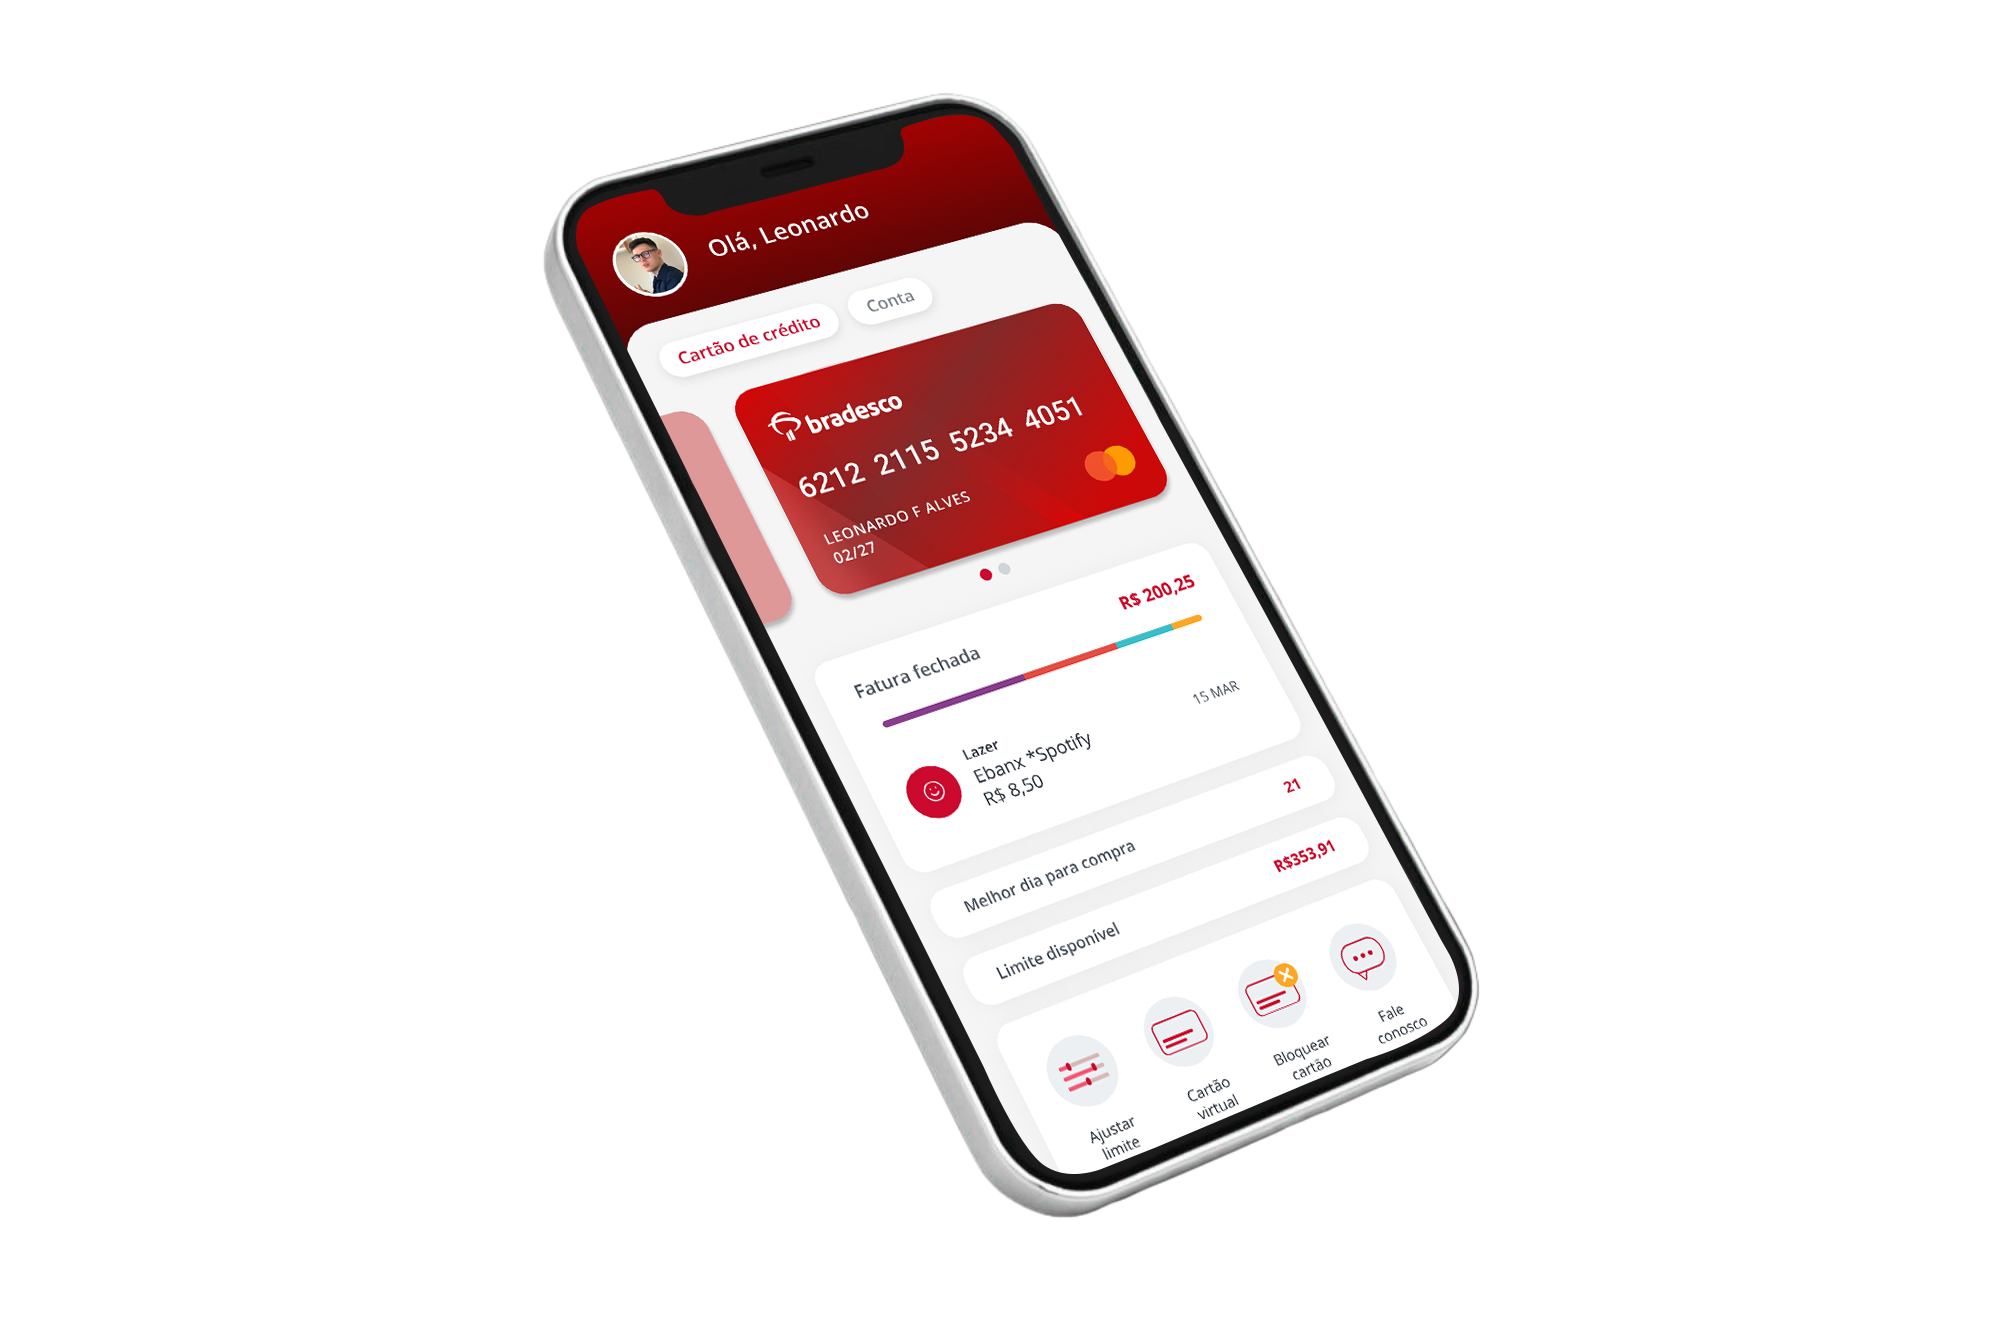 Olá, Leonardo
Cartão de crédito
Conta
bradesco
6212 2115 5234 4051
LEONARDO F ALVES
02/27
Fatura fechada
R$ 200,25
Lazer
15 MAR
Ebanx *Spotify
R$ 8,50
Melhor dia para compra
21
Limite disponível
R$353,91
Ajustar
limite
Cartão
virtual
Bloquear
cartão
Fale
conosco